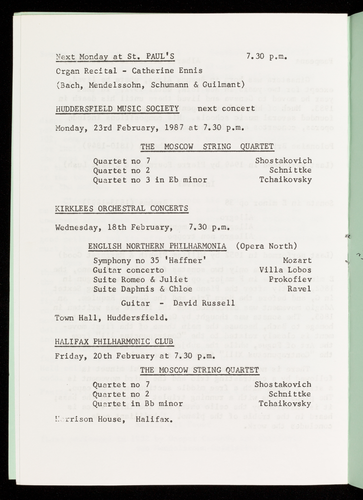 Next Monday at St. PAUL'S 7.30 p.m.
Organ Recital - Catherine Ennis
(Bach, Mendelssohn, Schumann & Guilmant)
HUDDERSFIELD MUSIC SOCIETY next concert
Monday, 23rd February, 1987 at 7.30 p.m.
THE MOSCOW STRING QUARTET
Quartet no 7 Shostakovich
Quartet no 2 Schnittke
Quartet no 3 in Eb minor Tchaikovsky
KIRKLEES ORCHESTRAL CONCERTS
Wednesday, 18th February, 7.30 p.m.
ENGLISH NORTHERN PHILHARMONIA (Opera North)
Symphony no 35 'Haffner' Mozart
Guitar concerto Villa Lobos
Suite Romeo & Juliet Prokofiev
Suite Daphnis & Chloe Ravel
Guitar - David Russell
Town Hall, Huddersfield.
HALIFAX PHILHARMONIC CLUB
Friday, 20th February at 7.30 p.m.
THE MOSCOW STRING QUARTET
Quartet no 7 Shostakovich
Quartet no 2 Schnittke
Quartet in Bb minor Tchaikovsky
Harrison House, Halifax.